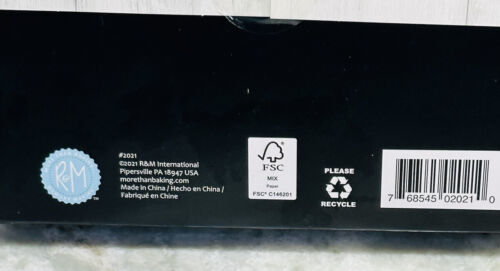 R&M
TM
#2021
©2021 R&M International
Pipersville PA 18947 USA
morethanbaking.com
Made in China / Hecho en China /
Fabriqué en Chine
FSC
MIX
Paper
FSC® C146201
PLEASE
RECYCLE
7 68545 02021 0